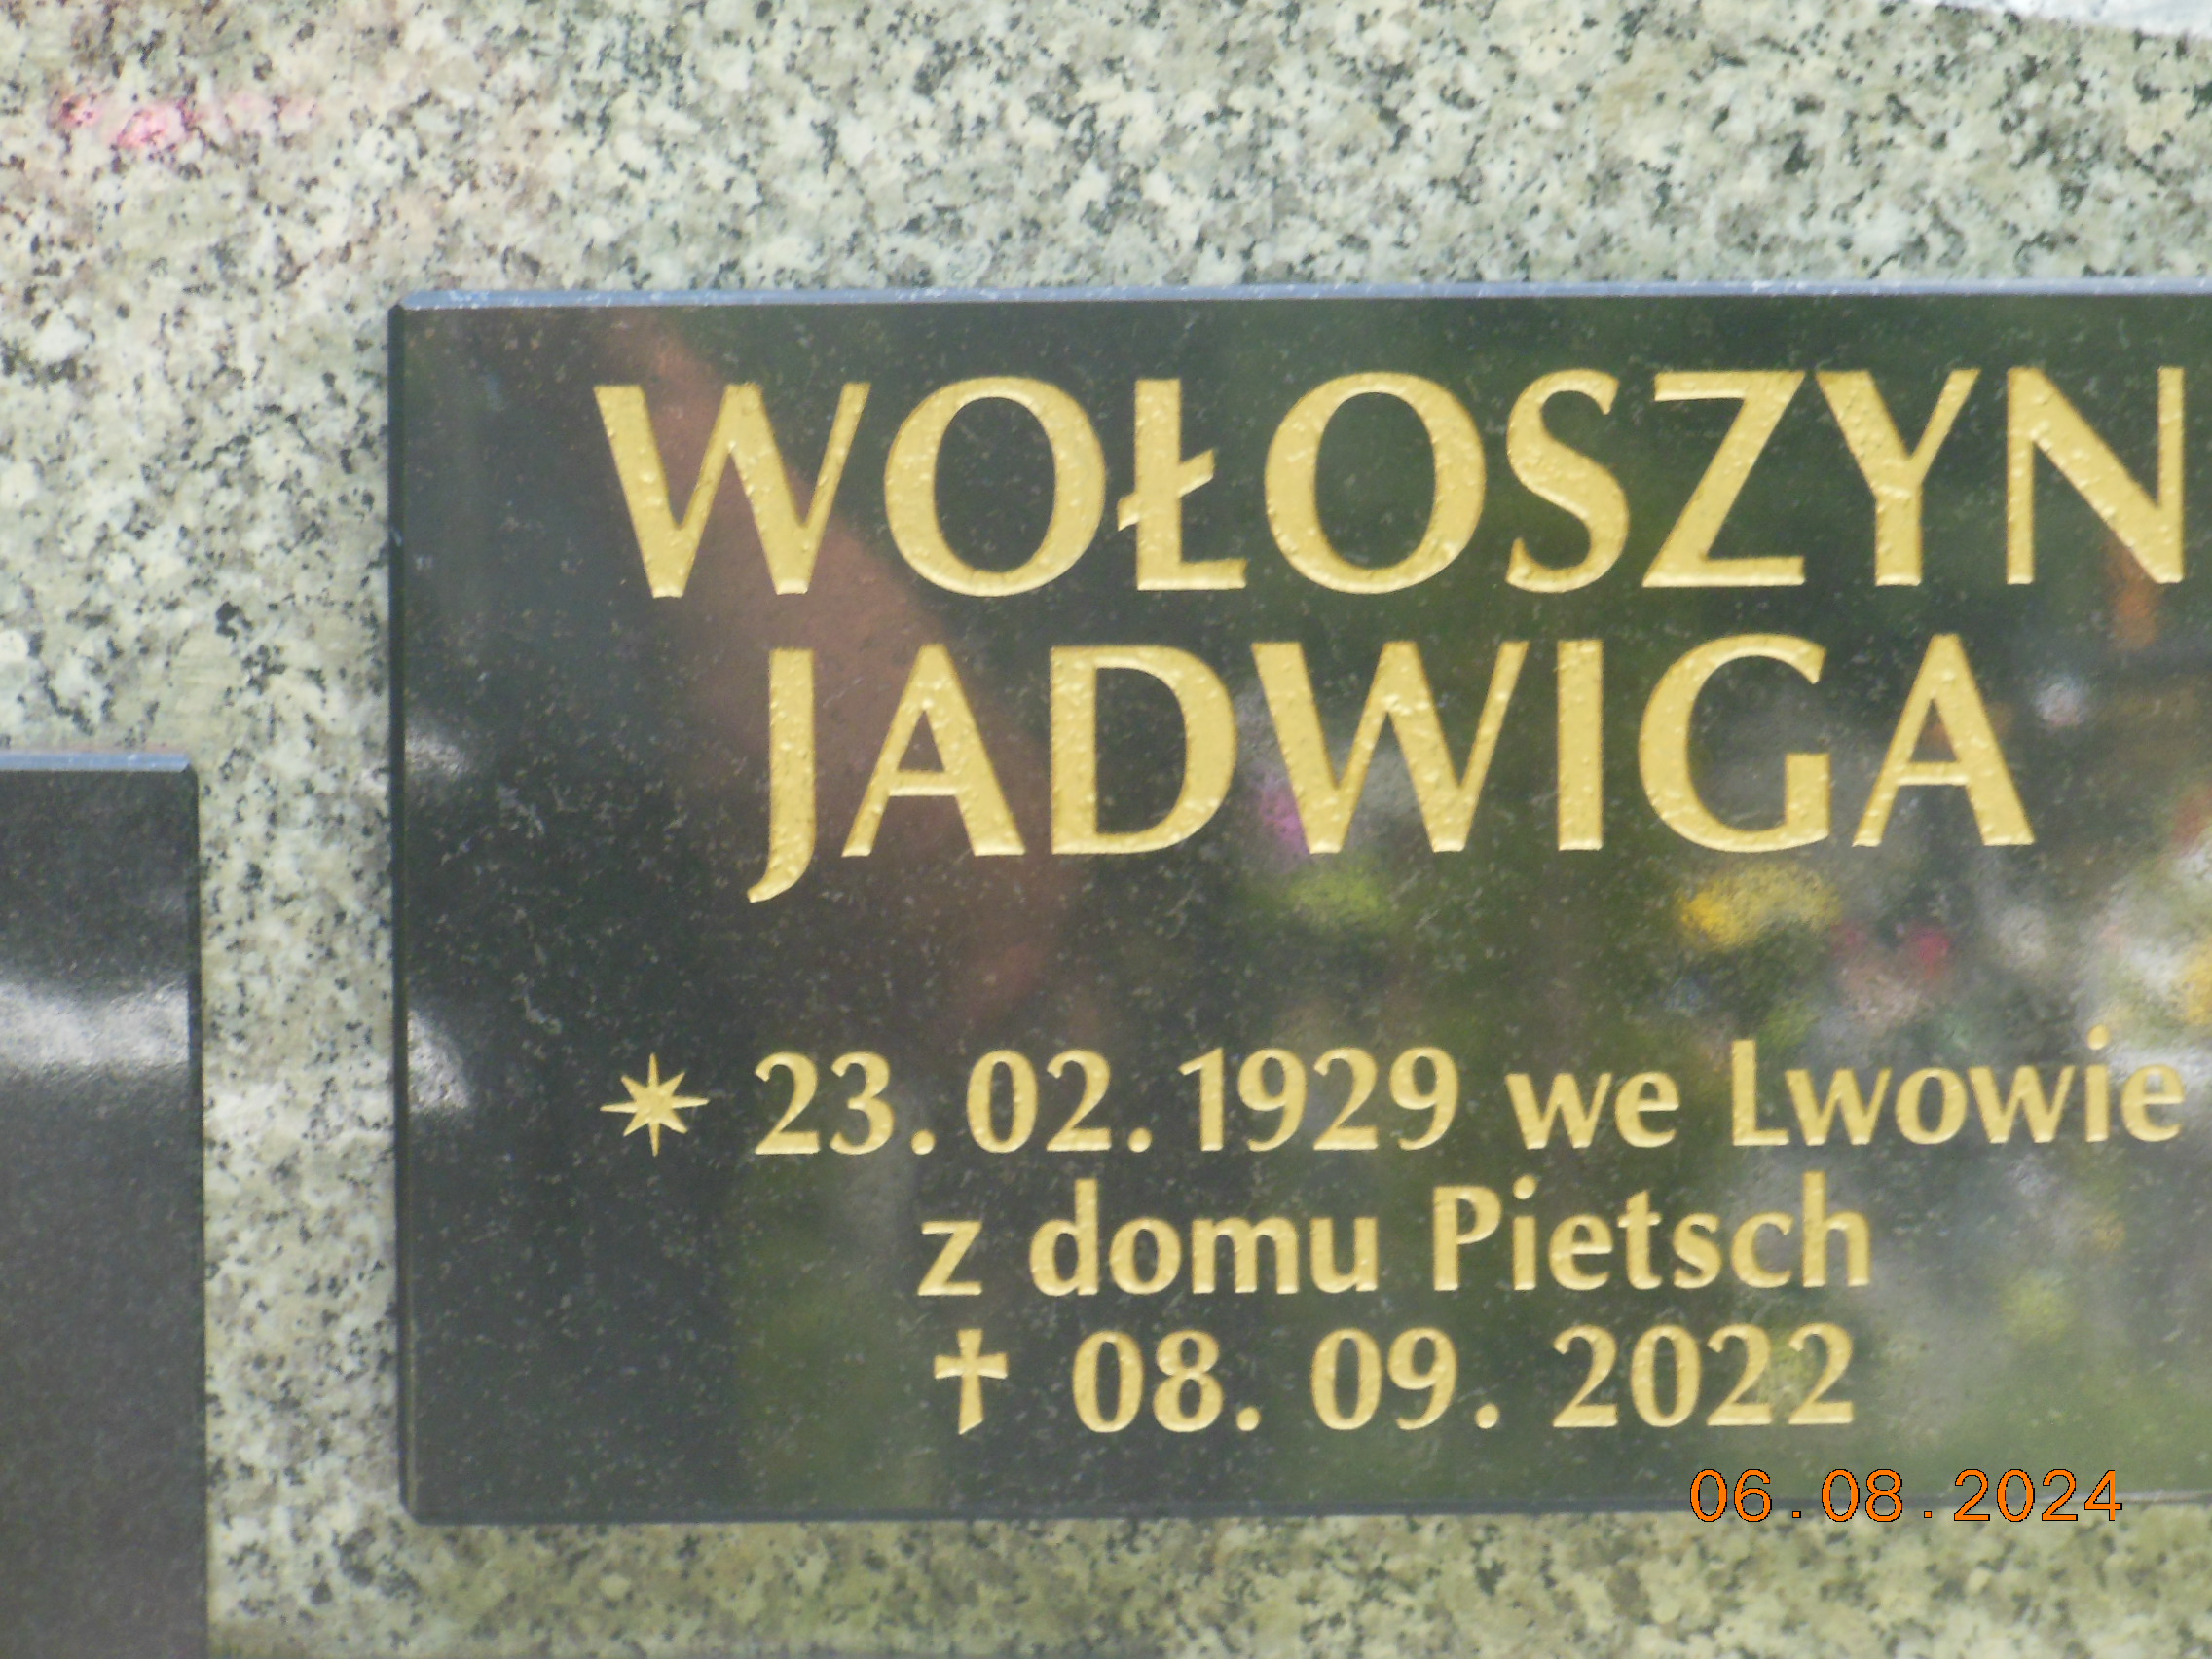 WOŁOSZYN
JADWIGA
✴ 23.02.1929 we Lwowie
z domu Pietsch
† 08. 09. 2022
06.08.2024